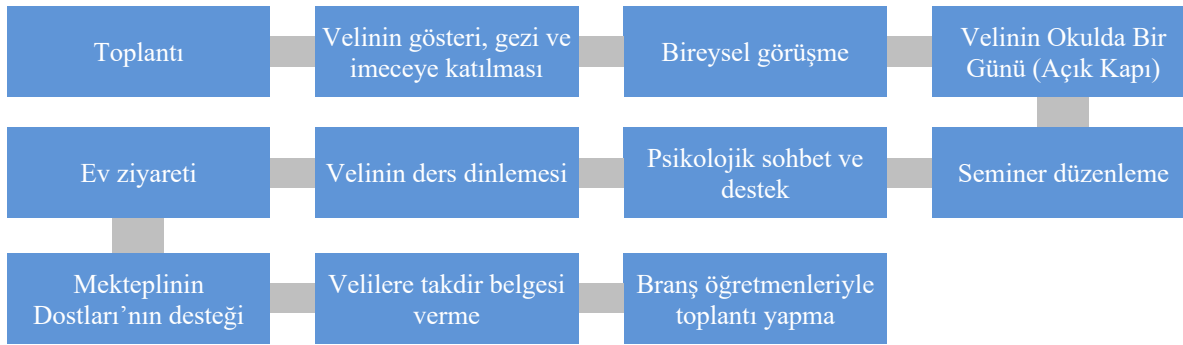 Toplantı
Velinin gösteri, gezi ve
imeceye katılması
Bireysel görüşme
Velinin Okulda Bir
Günü (Açık Kapı)
Seminer düzenleme
Psikolojik sohbet ve
destek
Velinin ders dinlemesi
Ev ziyareti
Mekteplinin
Dostları’nın desteği
Velilere takdir belgesi
verme
Branş öğretmenleriyle
toplantı yapma